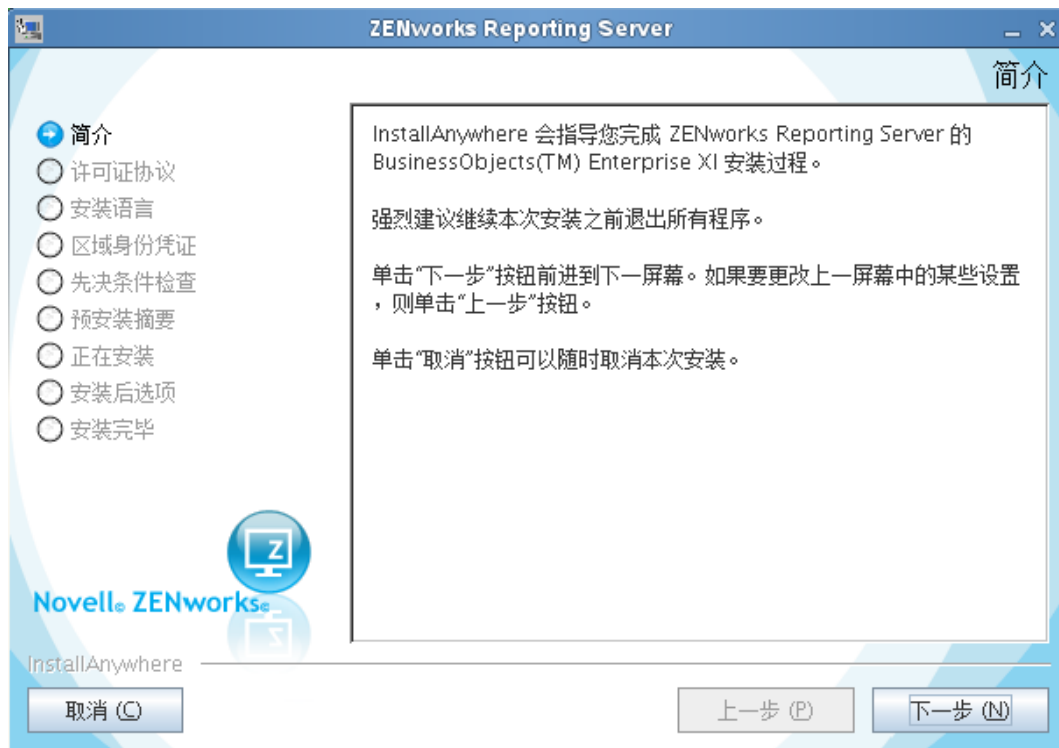 ZENworks Reporting Server
简介
简介
许可证协议
安装语言
区域身份凭证
先决条件检查
预安装摘要
正在安装
安装后选项
安装完毕
InstallAnywhere 会指导您完成 ZENworks Reporting Server 的
BusinessObjects(TM) Enterprise XI 安装过程。
强烈建议继续本次安装之前退出所有程序。
单击“下一步”按钮前进到下一屏幕。如果要更改上一屏幕中的某些设置
，则单击“上一步”按钮。
单击“取消”按钮可以随时取消本次安装。
Z
Novell® ZENworks®
InstallAnywhere
取消 (C)
上一步 (P)
下一步 (N)